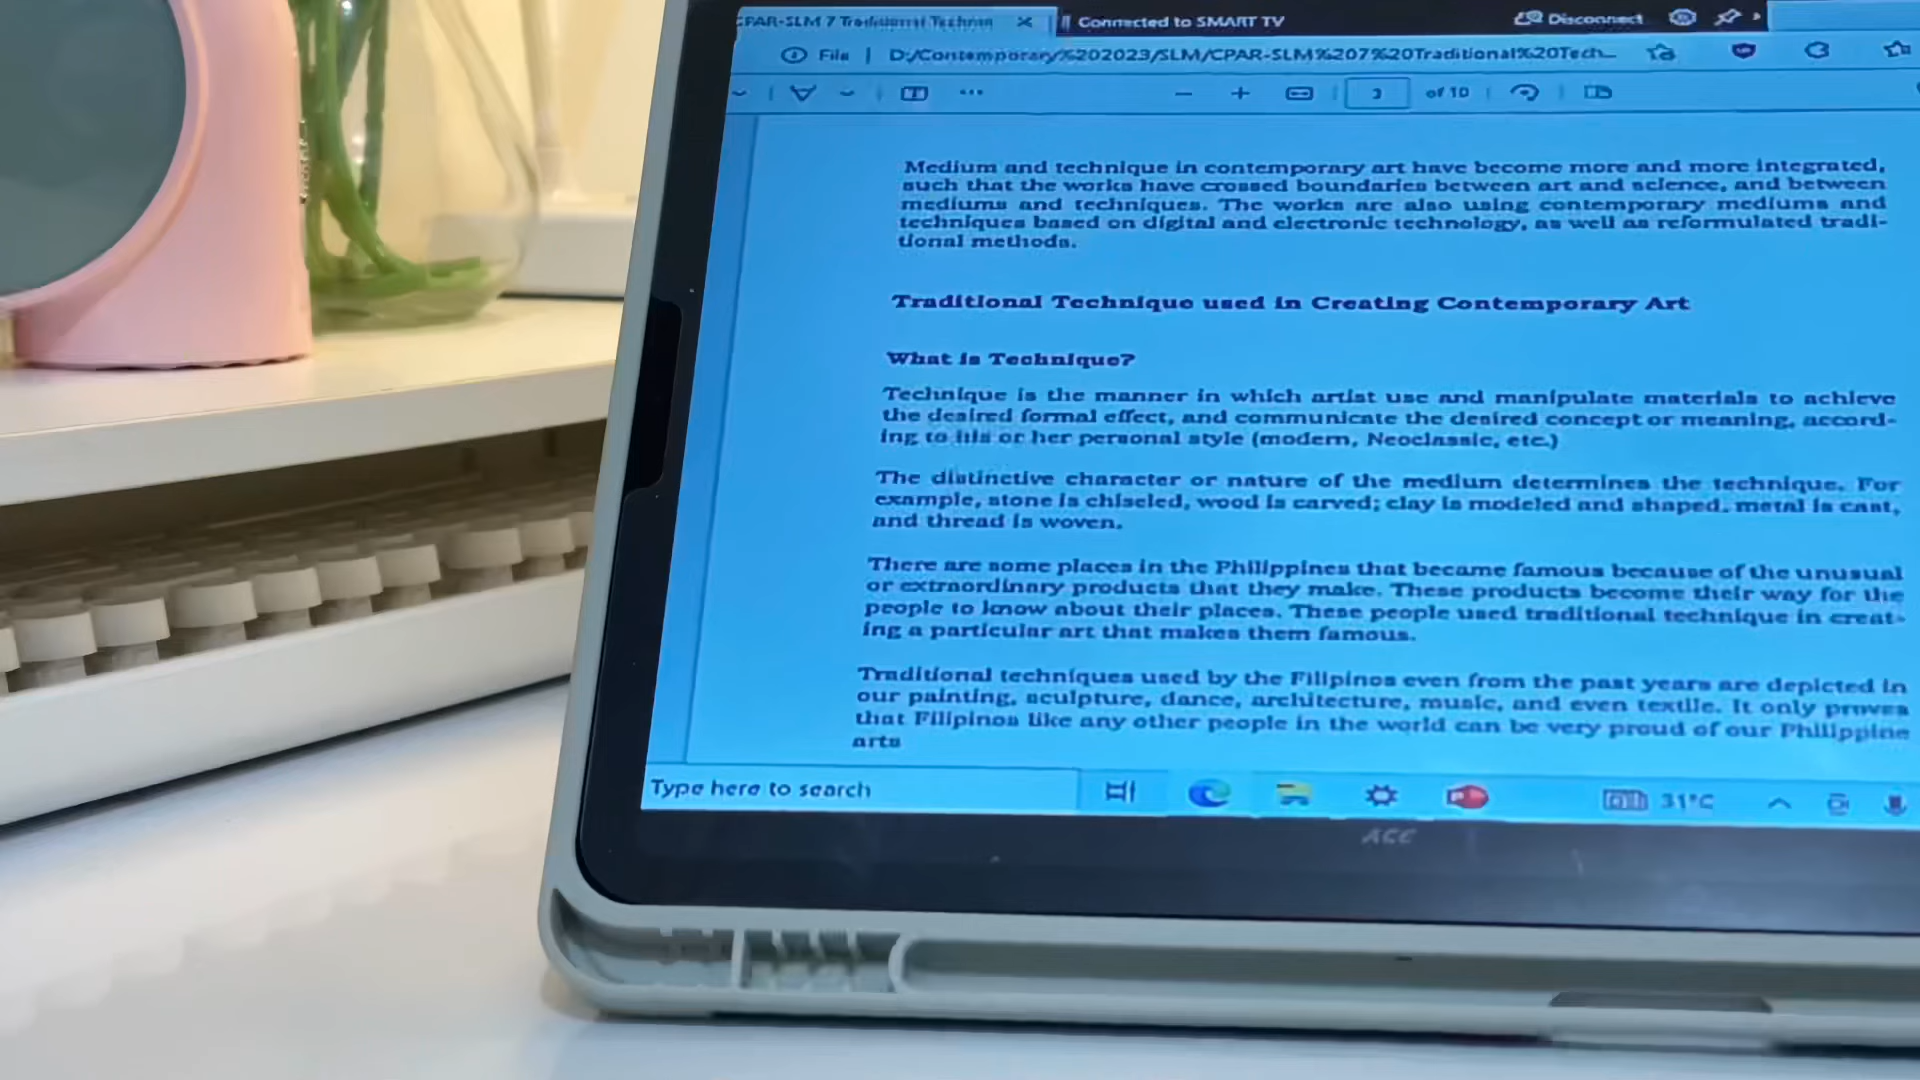 CPAR-SLM 7 Traditional Techniq
Connected to SMART TV
Disconnect
File
D:/Contemporary%202023/SLM/CPAR-SLM%207%20Traditional%20Tech...
3 of 10
Medium and technique in contemporary art have become more and more integrated,
such that the works have crossed boundaries between art and science, and between
mediums and techniques. The works are also using contemporary mediums and
techniques based on digital and electronic technology, as well as reformulated tradi-
tional methods.
Traditional Technique used in Creating Contemporary Art
What is Technique?
Technique is the manner in which artist use and manipulate materials to achieve
the desired formal effect, and communicate the desired concept or meaning, accord-
ing to his or her personal style (modern, Neoclassic, etc.)
The distinctive character or nature of the medium determines the technique. For
example, stone is chiseled, wood is carved; clay is modeled and shaped, metal is cast,
and thread is woven.
There are some places in the Philippines that became famous because of the unusual
or extraordinary products that they make. These products become their way for the
people to know about their places. These people used traditional technique in creat-
ing a particular art that makes them famous.
Traditional techniques used by the Filipinos even from the past years are depicted in
our painting, sculpture, dance, architecture, music, and even textile. It only proves
that Filipinos like any other people in the world can be very proud of our Philippine
arts
Type here to search
31°C